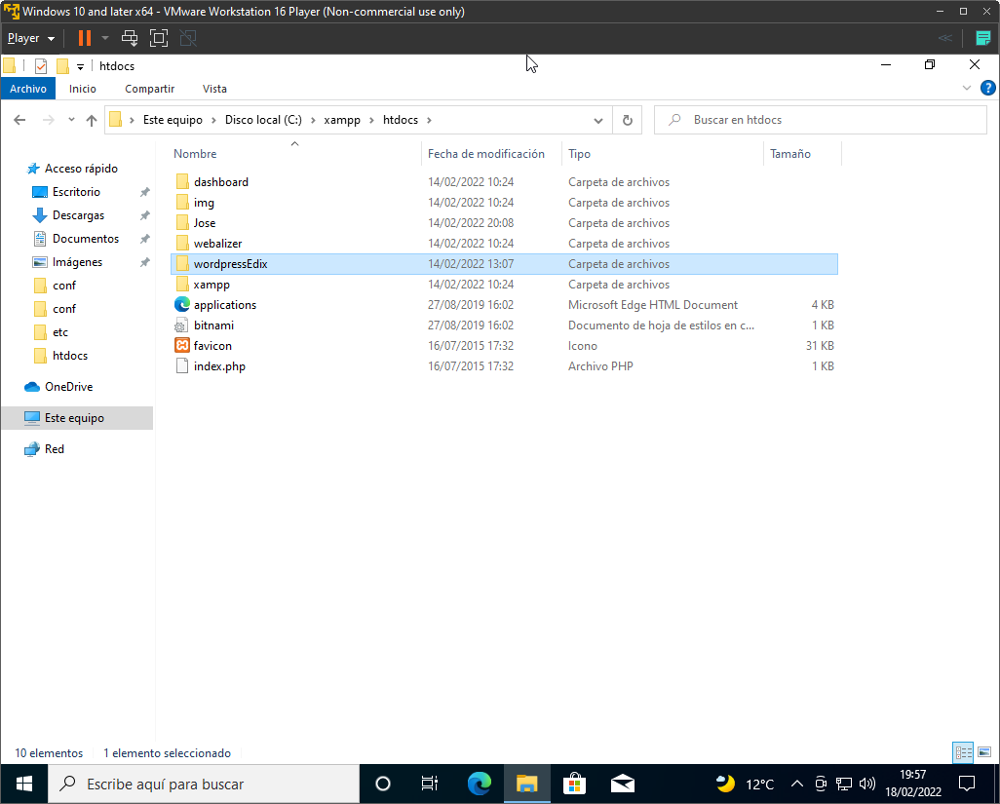 Windows 10 and later x64 - VMware Workstation 16 Player (Non-commercial use only)
Player
htdocs
Archivo Inicio Compartir Vista
Este equipo Disco local (C:) xampp htdocs
Buscar en htdocs
Nombre Fecha de modificación Tipo Tamaño
Acceso rápido
Escritorio
Descargas
Documentos
Imágenes
conf
conf
etc
htdocs
OneDrive
Este equipo
Red
dashboard 14/02/2022 10:24 Carpeta de archivos
img 14/02/2022 10:24 Carpeta de archivos
Jose 14/02/2022 20:08 Carpeta de archivos
webalizer 14/02/2022 10:24 Carpeta de archivos
wordpressEdix 14/02/2022 13:07 Carpeta de archivos
xampp 14/02/2022 10:24 Carpeta de archivos
applications 27/08/2019 16:02 Microsoft Edge HTML Document 4 KB
bitnami 27/08/2019 16:02 Documento de hoja de estilos en c... 1 KB
favicon 16/07/2015 17:32 Icono 31 KB
index.php 16/07/2015 17:32 Archivo PHP 1 KB
10 elementos 1 elemento seleccionado
Escribe aquí para buscar
12°C
19:57
18/02/2022